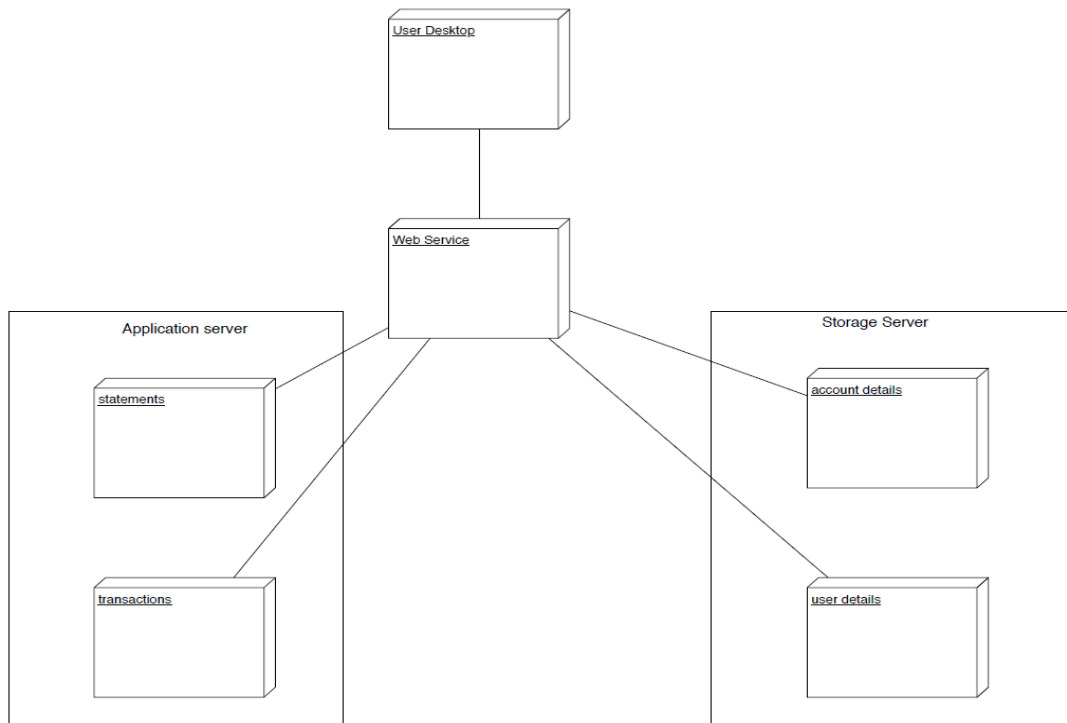 User Desktop
Web Service
Application server
statements
transactions
Storage Server
account details
user details